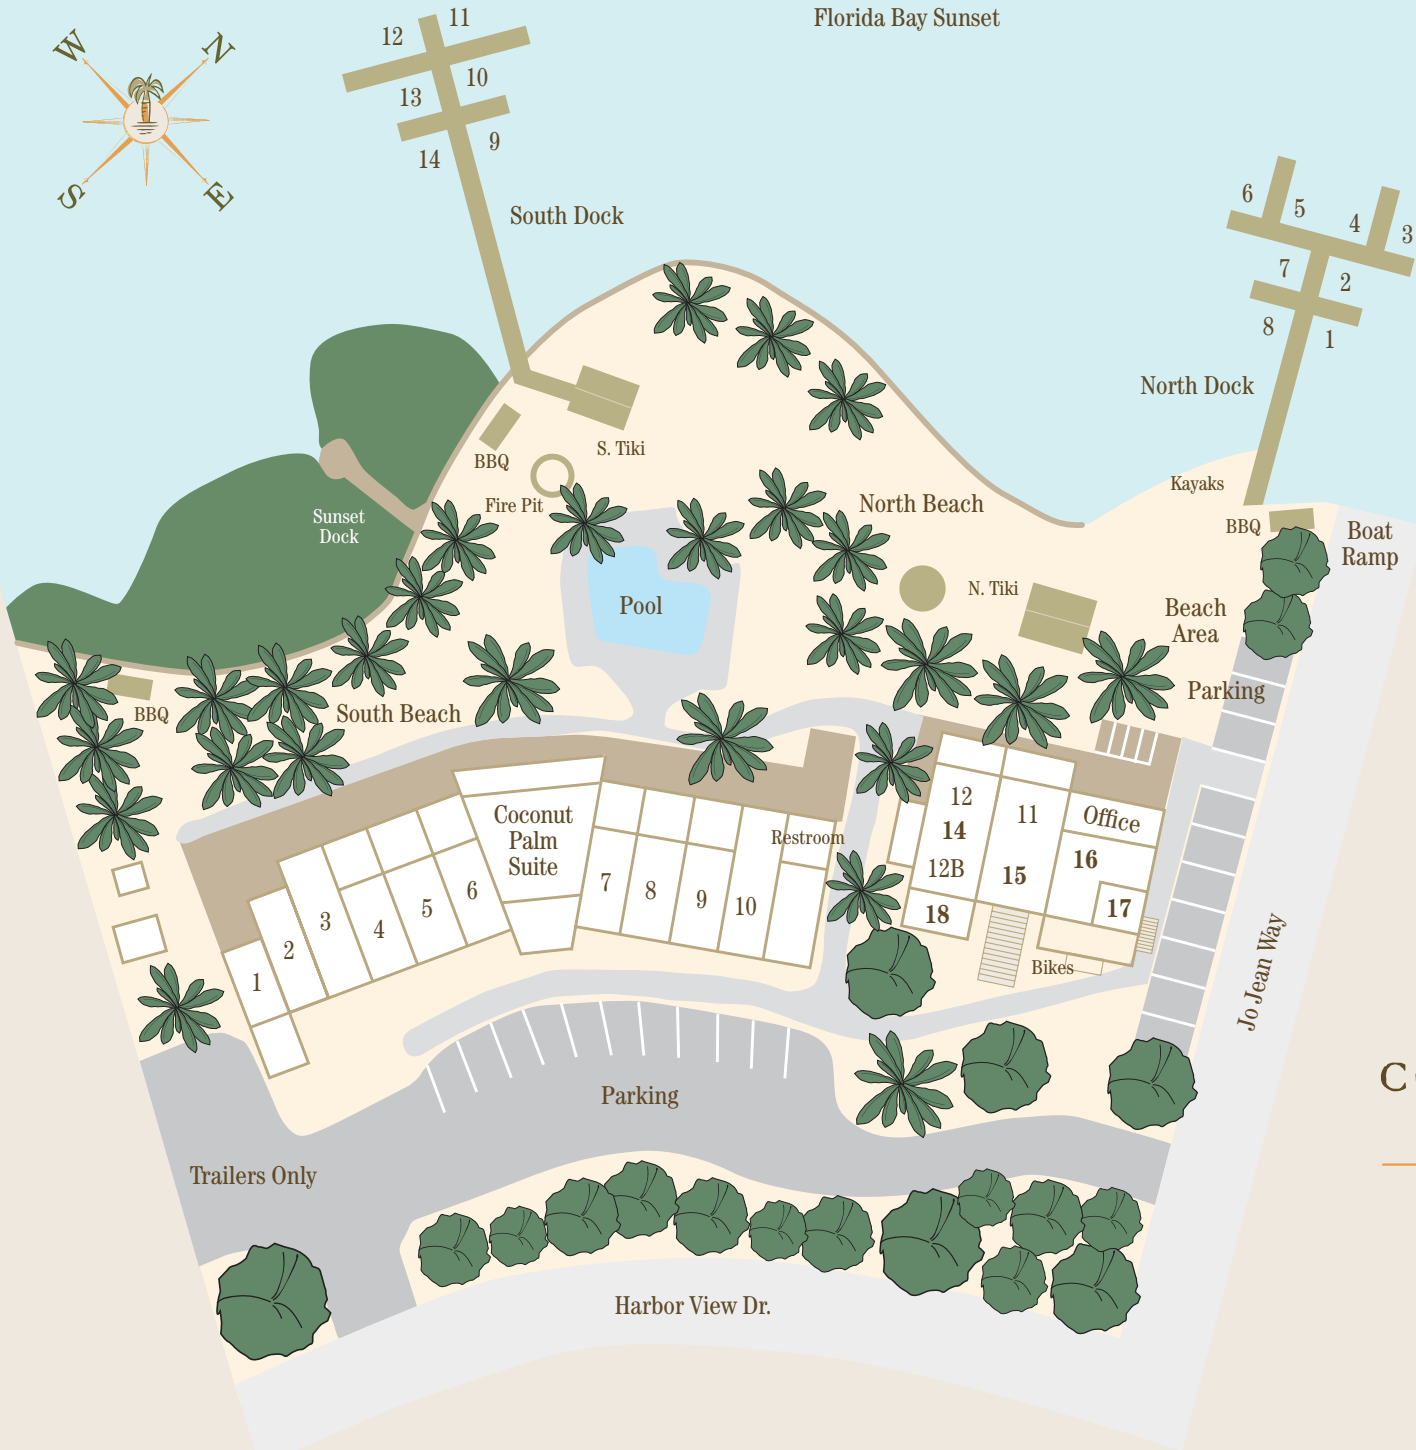 Florida Bay Sunset
W
N
S
E
11
12
10
13
9
14
South Dock
6
5
4
3
7
2
8
1
North Dock
S. Tiki
BBQ
Fire Pit
Sunset
Dock
North Beach
Kayaks
BBQ
Boat
Ramp
N. Tiki
Beach
Area
Pool
Parking
BBQ
South Beach
Coconut
Palm
Suite
Restroom
12
14
12B
18
11
15
Office
16
17
1
2
3
4
5
6
7
8
9
10
Bikes
Jo Jean Way
Parking
Trailers Only
Harbor View Dr.
C